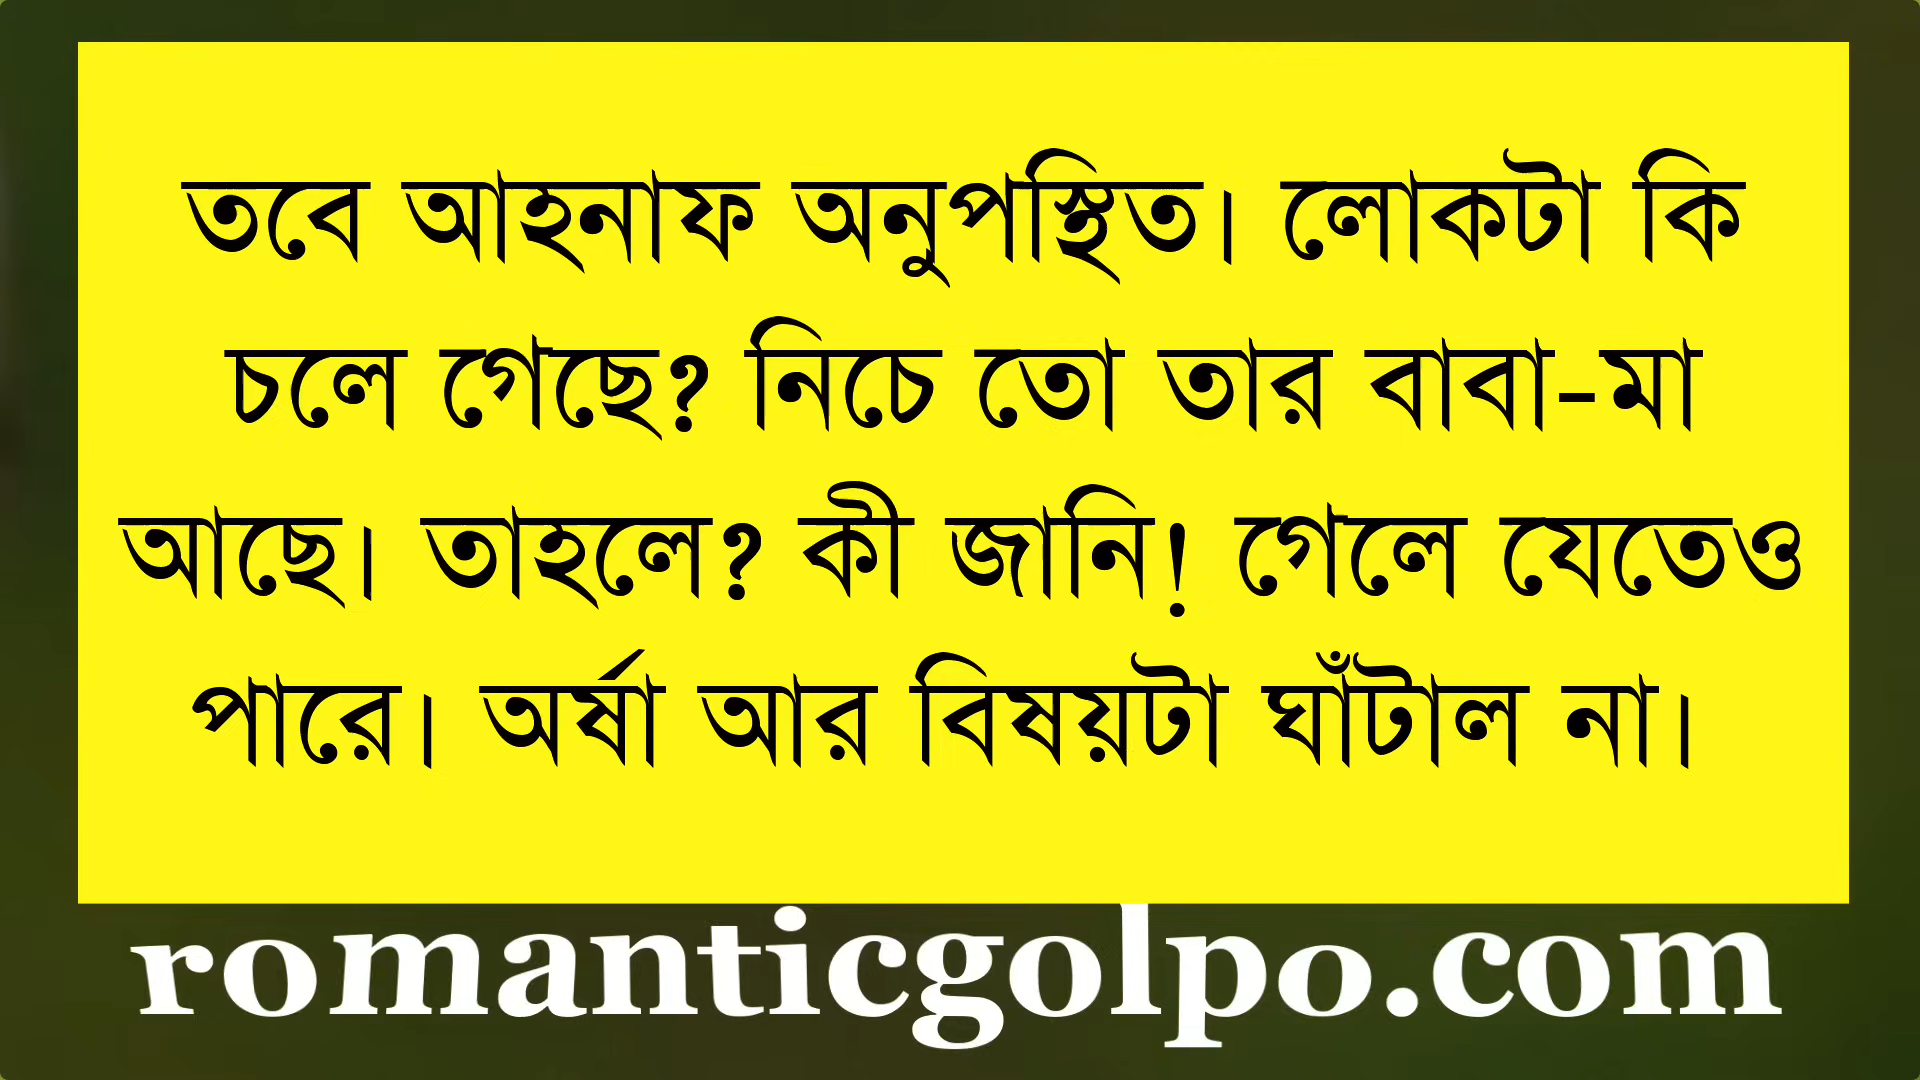 তবে আহনাফ অনুপস্থিত। লোকটা কি
চলে গেছে? নিচে তো তার বাবা-মা
আছে। তাহলে? কী জানি! গেলে যেতেও
পারে। অর্ষা আর বিষয়টা ঘাঁটাল না।
romanticgolpo.com